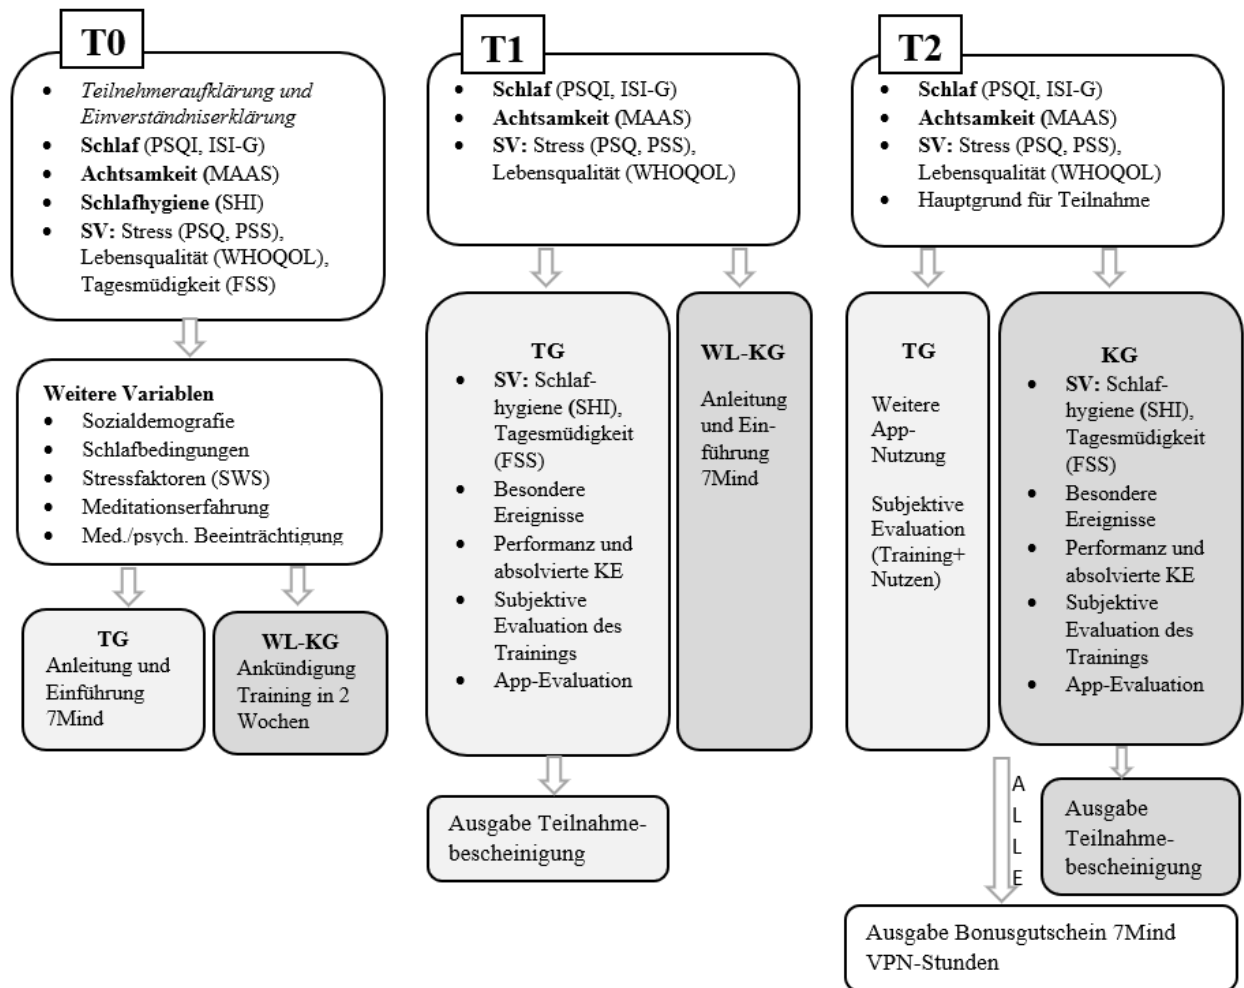 T0
• Teilnehmeraufklärung und
Einverständniserklärung
• Schlaf (PSQI, ISI-G)
• Achtsamkeit (MAAS)
• Schlafhygiene (SHI)
• SV: Stress (PSQ, PSS),
Lebensqualität (WHOQOL),
Tagesmüdigkeit (FSS)
Weitere Variablen
• Sozialdemografie
• Schlafbedingungen
• Stressfaktoren (SWS)
• Meditationserfahrung
• Med./psych. Beeinträchtigung
TG
Anleitung und
Einführung
7Mind
WL-KG
Ankündigung
Training in 2
Wochen
T1
• Schlaf (PSQI, ISI-G)
• Achtsamkeit (MAAS)
• SV: Stress (PSQ, PSS),
Lebensqualität (WHOQOL)
TG
• SV: Schlaf-
hygiene (SHI),
Tagesmüdigkeit
(FSS)
• Besondere
Ereignisse
• Performanz und
absolvierte KE
• Subjektive
Evaluation des
Trainings
• App-Evaluation
WL-KG
Anleitung
und Ein-
führung
7Mind
Ausgabe Teilnahme-
bescheinigung
T2
• Schlaf (PSQI, ISI-G)
• Achtsamkeit (MAAS)
• SV: Stress (PSQ, PSS),
Lebensqualität (WHOQOL)
• Hauptgrund für Teilnahme
TG
Weitere
App-
Nutzung
Subjektive
Evaluation
(Training+
Nutzen)
KG
• SV: Schlaf-
hygiene (SHI),
Tagesmüdigkeit
(FSS)
• Besondere
Ereignisse
• Performanz und
absolvierte KE
• Subjektive
Evaluation des
Trainings
• App-Evaluation
A
L
L
E
Ausgabe
Teilnahme-
bescheinigung
Ausgabe Bonusgutschein 7Mind
VPN-Stunden